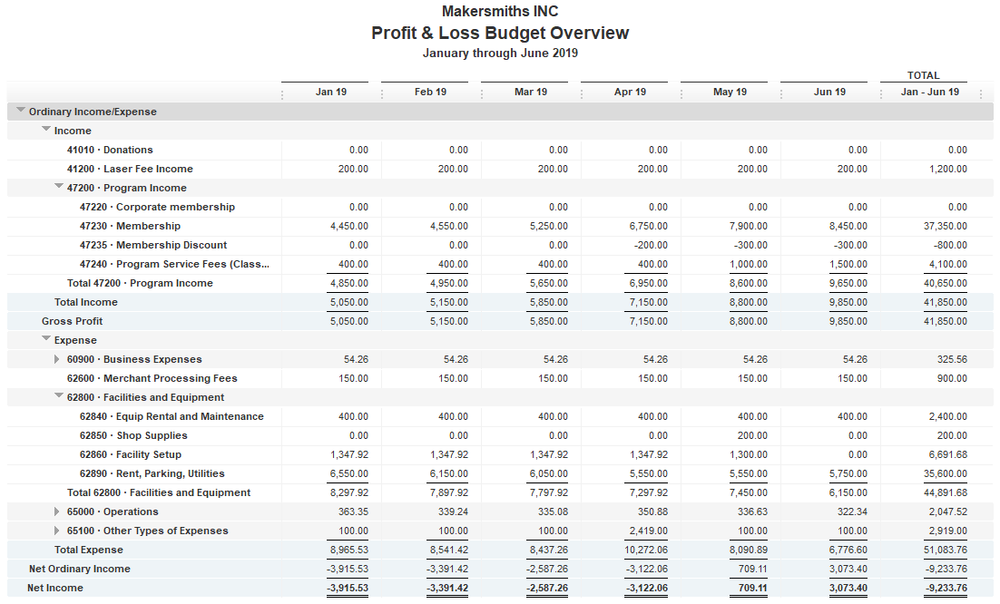 Makersmiths INC
Profit & Loss Budget Overview
January through June 2019
TOTAL
Jan 19 Feb 19 Mar 19 Apr 19 May 19 Jun 19 Jan - Jun 19
Ordinary Income/Expense
Income
41010 · Donations 0.00 0.00 0.00 0.00 0.00 0.00 0.00
41200 · Laser Fee Income 200.00 200.00 200.00 200.00 200.00 200.00 1,200.00
47200 · Program Income
47220 · Corporate membership 0.00 0.00 0.00 0.00 0.00 0.00 0.00
47230 · Membership 4,450.00 4,550.00 5,250.00 6,750.00 7,900.00 8,450.00 37,350.00
47235 · Membership Discount 0.00 0.00 0.00 -200.00 -300.00 -300.00 -800.00
47240 · Program Service Fees (Class... 400.00 400.00 400.00 400.00 1,000.00 1,500.00 4,100.00
Total 47200 · Program Income 4,850.00 4,950.00 5,650.00 6,950.00 8,600.00 9,650.00 40,650.00
Total Income 5,050.00 5,150.00 5,850.00 7,150.00 8,800.00 9,850.00 41,850.00
Gross Profit 5,050.00 5,150.00 5,850.00 7,150.00 8,800.00 9,850.00 41,850.00
Expense
60900 · Business Expenses 54.26 54.26 54.26 54.26 54.26 54.26 325.56
62600 · Merchant Processing Fees 150.00 150.00 150.00 150.00 150.00 150.00 900.00
62800 · Facilities and Equipment
62840 · Equip Rental and Maintenance 400.00 400.00 400.00 400.00 400.00 400.00 2,400.00
62850 · Shop Supplies 0.00 0.00 0.00 0.00 200.00 0.00 200.00
62860 · Facility Setup 1,347.92 1,347.92 1,347.92 1,347.92 1,300.00 0.00 6,691.68
62890 · Rent, Parking, Utilities 6,550.00 6,150.00 6,050.00 5,550.00 5,550.00 5,750.00 35,600.00
Total 62800 · Facilities and Equipment 8,297.92 7,897.92 7,797.92 7,297.92 7,450.00 6,150.00 44,891.68
65000 · Operations 363.35 339.24 335.08 350.88 336.63 322.34 2,047.52
65100 · Other Types of Expenses 100.00 100.00 100.00 2,419.00 100.00 100.00 2,919.00
Total Expense 8,965.53 8,541.42 8,437.26 10,272.06 8,090.89 6,776.60 51,083.76
Net Ordinary Income -3,915.53 -3,391.42 -2,587.26 -3,122.06 709.11 3,073.40 -9,233.76
Net Income -3,915.53 -3,391.42 -2,587.26 -3,122.06 709.11 3,073.40 -9,233.76